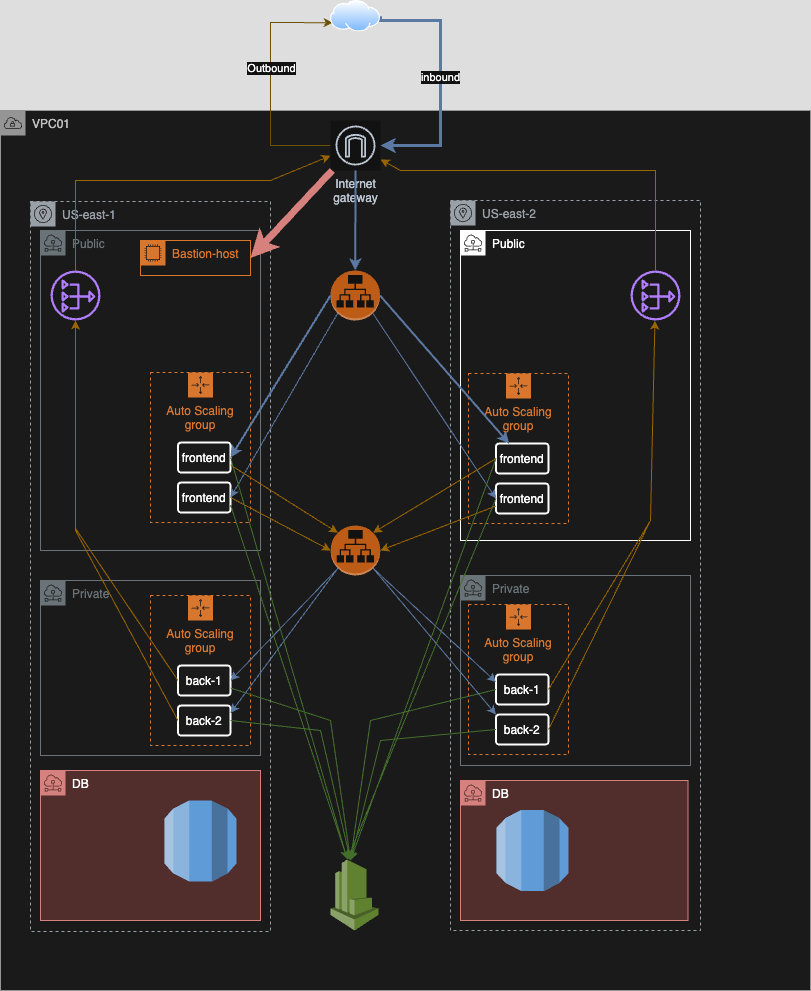 Outbound
inbound
VPC01
Internet
gateway
US-east-1
US-east-2
Public
Bastion-host
Public
Auto Scaling
group
frontend
frontend
Auto Scaling
group
frontend
frontend
Private
Auto Scaling
group
back-1
back-2
Private
Auto Scaling
group
back-1
back-2
DB
DB